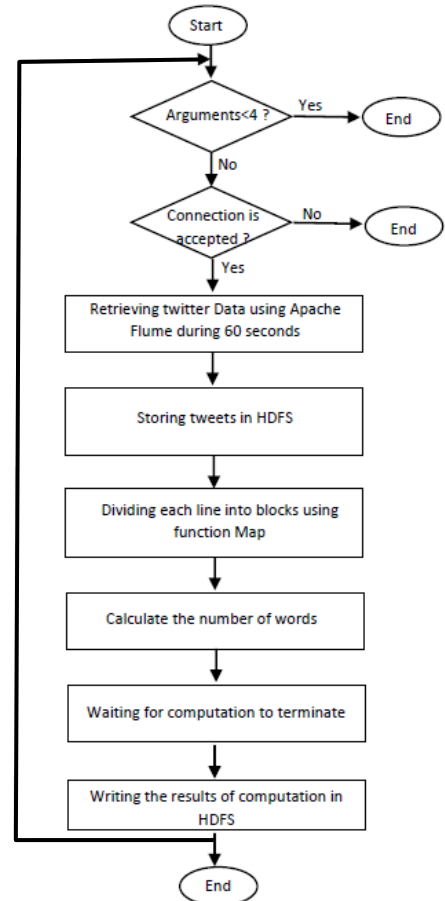 Start
Arguments<4 ?
Yes
End
No
Connection is
accepted ?
No
End
Yes
Retrieving twitter Data using Apache
Flume during 60 seconds
Storing tweets in HDFS
Dividing each line into blocks using
function Map
Calculate the number of words
Waiting for computation to terminate
Writing the results of computation in
HDFS
End